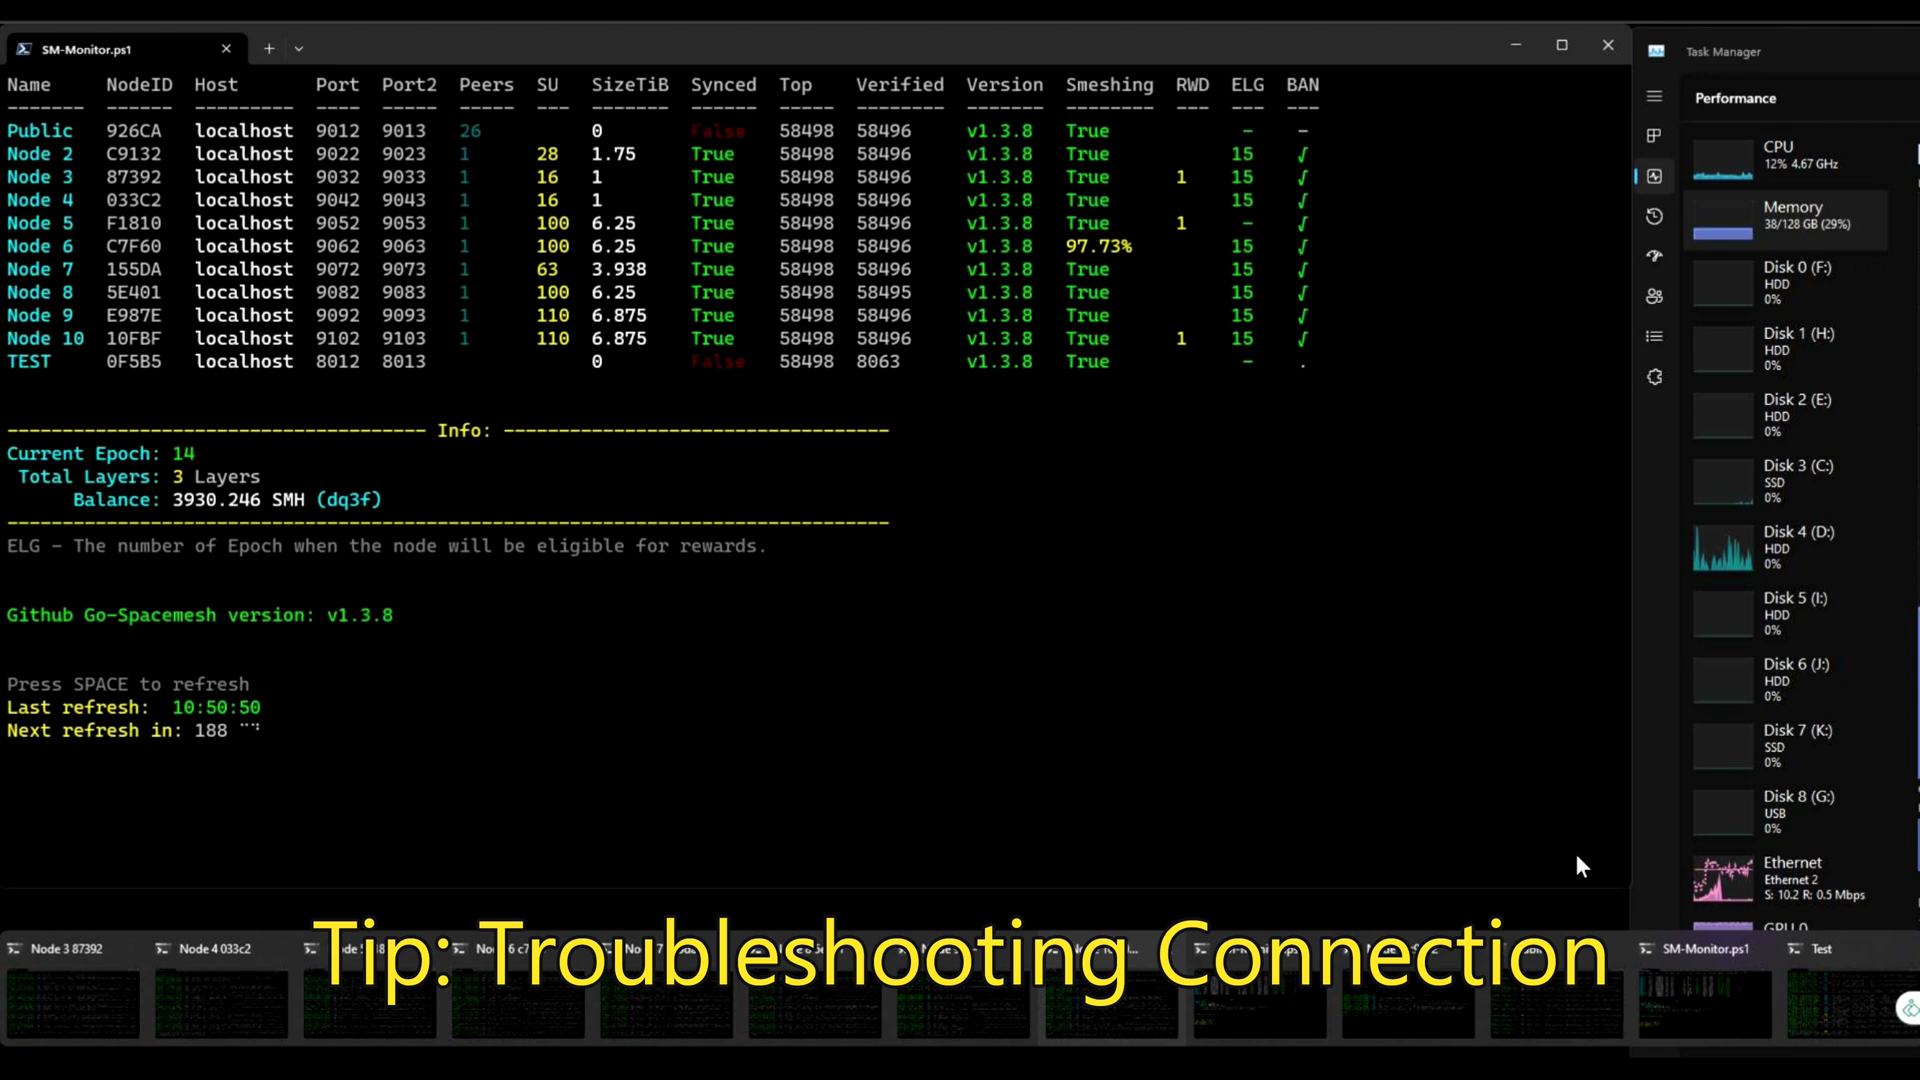 SM-Monitor.ps1
Task Manager
Name NodeID Host Port Port2 Peers SU SizeTiB Synced Top Verified Version Smeshing RWD ELG BAN
------- ------ --------- ---- ----- ----- --- ------- ------ ----- -------- ------- -------- --- --- ---
Public 926CA localhost 9012 9013 26 0 False 58498 58496 v1.3.8 True - -
Node 2 C9132 localhost 9022 9023 1 28 1.75 True 58498 58496 v1.3.8 True 15 √
Node 3 87392 localhost 9032 9033 1 16 1 True 58498 58496 v1.3.8 True 1 15 √
Node 4 033C2 localhost 9042 9043 1 16 1 True 58498 58496 v1.3.8 True 15 √
Node 5 F1810 localhost 9052 9053 1 100 6.25 True 58498 58496 v1.3.8 True 1 - √
Node 6 C7F60 localhost 9062 9063 1 100 6.25 True 58498 58496 v1.3.8 97.73% 15 √
Node 7 155DA localhost 9072 9073 1 63 3.938 True 58498 58496 v1.3.8 True 15 √
Node 8 5E401 localhost 9082 9083 1 100 6.25 True 58498 58495 v1.3.8 True 15 √
Node 9 E987E localhost 9092 9093 1 110 6.875 True 58498 58496 v1.3.8 True 15 √
Node 10 10FBF localhost 9102 9103 1 110 6.875 True 58498 58496 v1.3.8 True 1 15 √
TEST 0F5B5 localhost 8012 8013 0 False 58498 8063 v1.3.8 True - .
-------------------------------------- Info: -----------------------------------
Current Epoch: 14
Total Layers: 3 Layers
Balance: 3930.246 SMH (dq3f)
--------------------------------------------------------------------------------
ELG - The number of Epoch when the node will be eligible for rewards.
Github Go-Spacemesh version: v1.3.8
Press SPACE to refresh
Last refresh: 10:50:50
Next refresh in: 188
Performance
CPU
12% 4.67 GHz
Memory
38/128 GB (29%)
Disk 0 (F:)
HDD
0%
Disk 1 (H:)
HDD
0%
Disk 2 (E:)
HDD
0%
Disk 3 (C:)
SSD
0%
Disk 4 (D:)
HDD
0%
Disk 5 (I:)
HDD
0%
Disk 6 (J:)
HDD
0%
Disk 7 (K:)
SSD
0%
Disk 8 (G:)
USB
0%
Ethernet
Ethernet 2
S: 10.2 R: 0.5 Mbps
GPU 0
Tip: Troubleshooting Connection
Node 3 87392
Node 4 033c2
SM-Monitor.ps1
Test